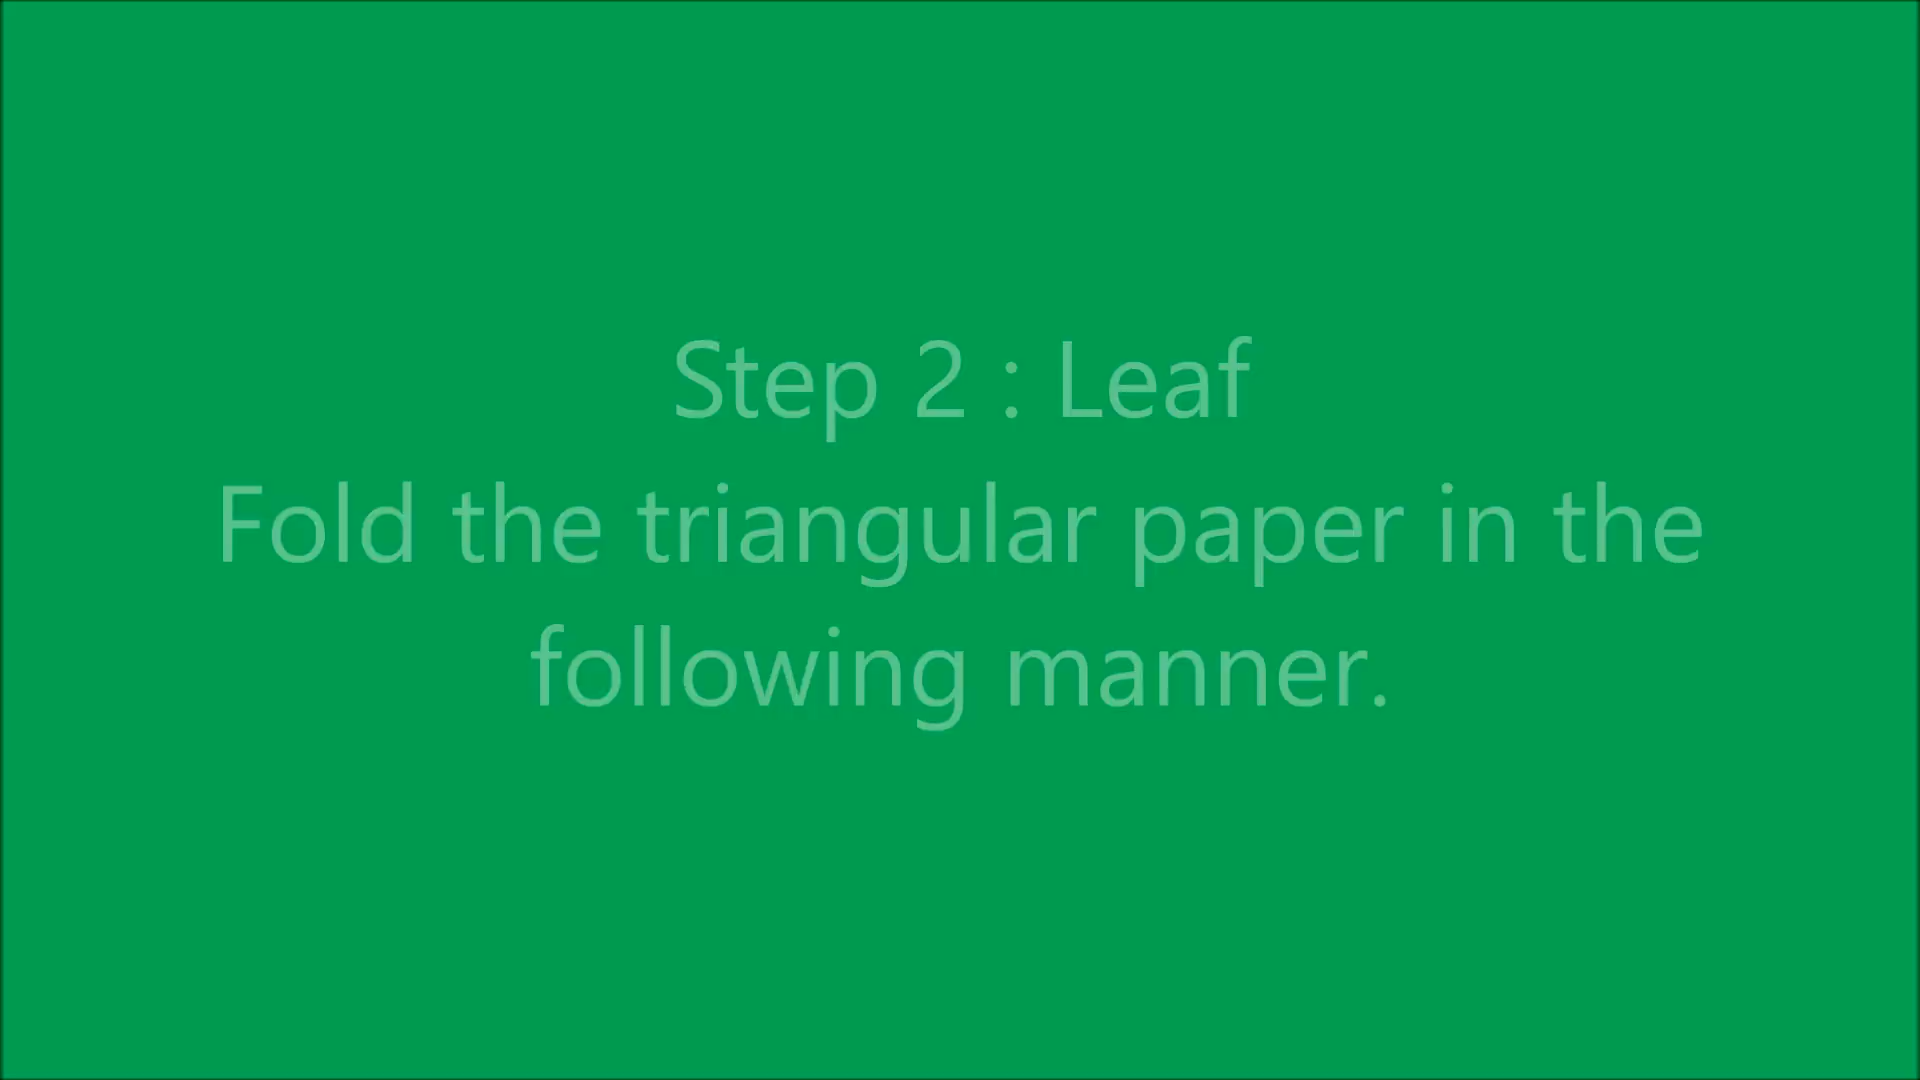 Step 2 : Leaf
Fold the triangular paper in the
following manner.